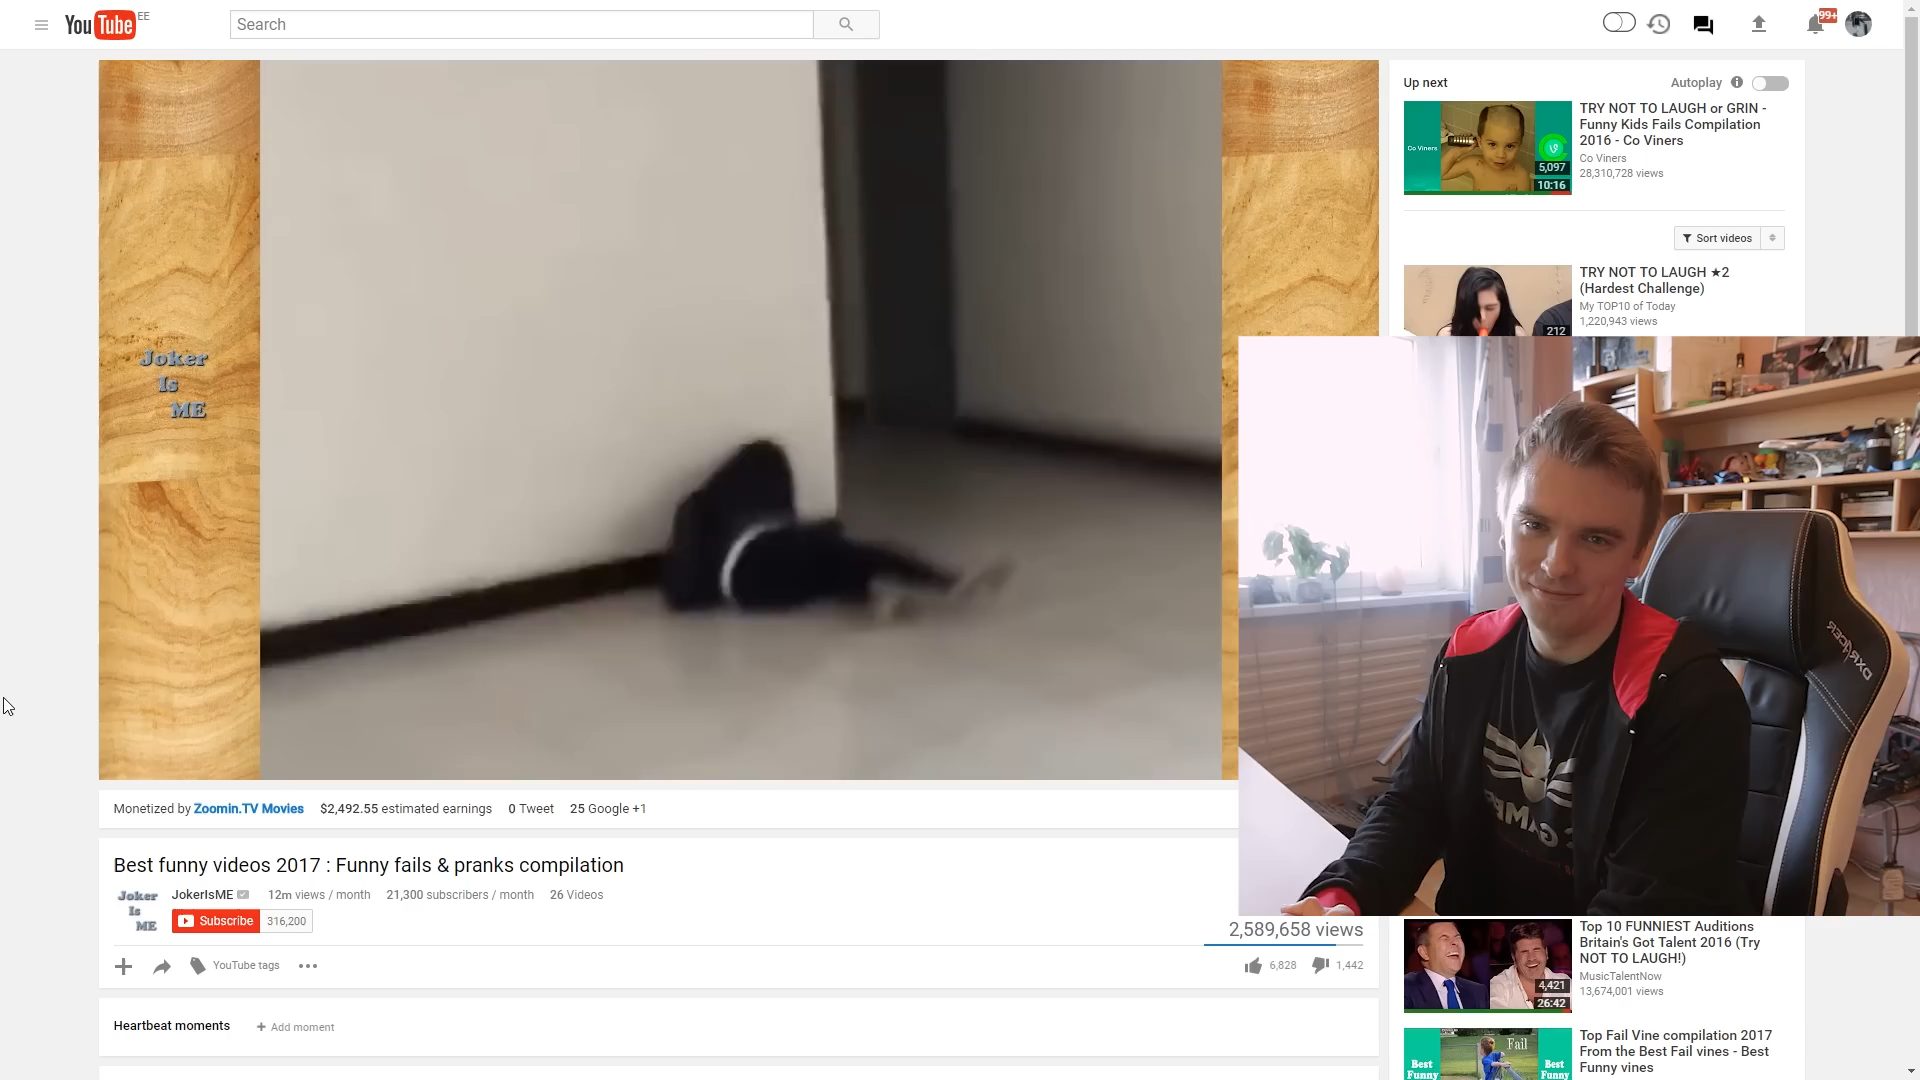 YouTube EE
Search
99+
Joker
Is
ME
Up next
Autoplay
Co Viners
5,097
10:16
TRY NOT TO LAUGH or GRIN -
Funny Kids Fails Compilation
2016 - Co Viners
Co Viners
28,310,728 views
Sort videos
212
TRY NOT TO LAUGH ★2
(Hardest Challenge)
My TOP10 of Today
1,220,943 views
DXRACER
Monetized by Zoomin.TV Movies $2,492.55 estimated earnings 0 Tweet 25 Google +1
Best funny videos 2017 : Funny fails & pranks compilation
Joker
Is
ME
JokerIsME 12m views / month 21,300 subscribers / month 26 Videos
Subscribe 316,200
2,589,658 views
YouTube tags
6,828 1,442
Heartbeat moments + Add moment
4,421
26:42
Top 10 FUNNIEST Auditions
Britain's Got Talent 2016 (Try
NOT TO LAUGH!)
MusicTalentNow
13,674,001 views
Fail
Best
Funny
Best
Funny
Top Fail Vine compilation 2017
From the Best Fail vines - Best
Funny vines